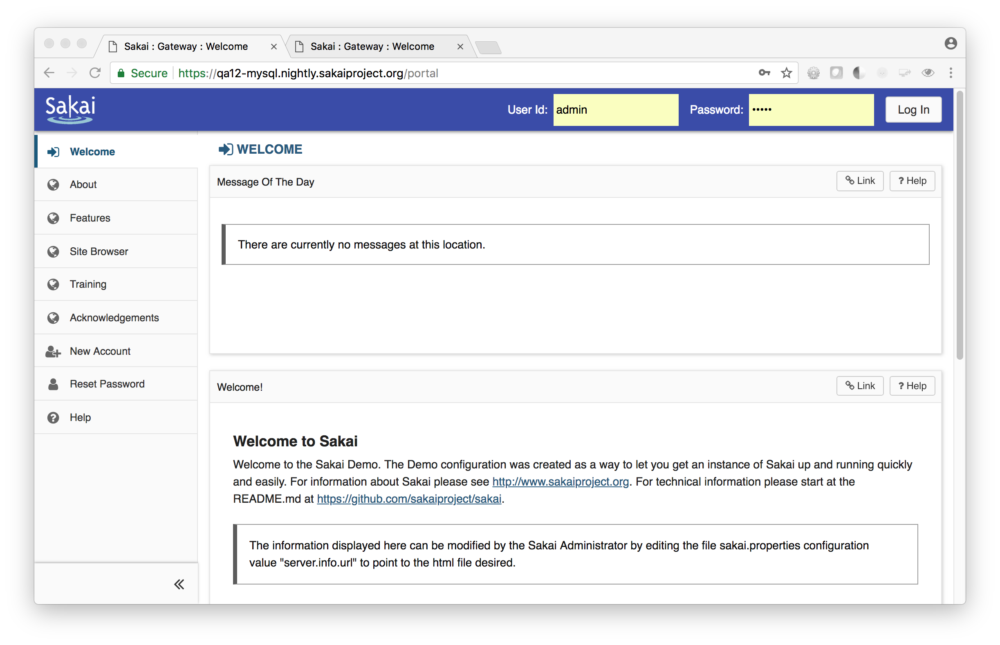 Sakai : Gateway : Welcome
Sakai : Gateway : Welcome
Secure
https://qa12-mysql.nightly.sakaiproject.org/portal
Sakai
User Id: admin
Password: •••••
Log In
Welcome
About
Features
Site Browser
Training
Acknowledgements
New Account
Reset Password
Help
WELCOME
Message Of The Day
Link
? Help
There are currently no messages at this location.
Welcome!
Link
? Help
Welcome to Sakai
Welcome to the Sakai Demo. The Demo configuration was created as a way to let you get an instance of Sakai up and running quickly
and easily. For information about Sakai please see http://www.sakaiproject.org. For technical information please start at the
README.md at https://github.com/sakaiproject/sakai.
The information displayed here can be modified by the Sakai Administrator by editing the file sakai.properties configuration
value "server.info.url" to point to the html file desired.